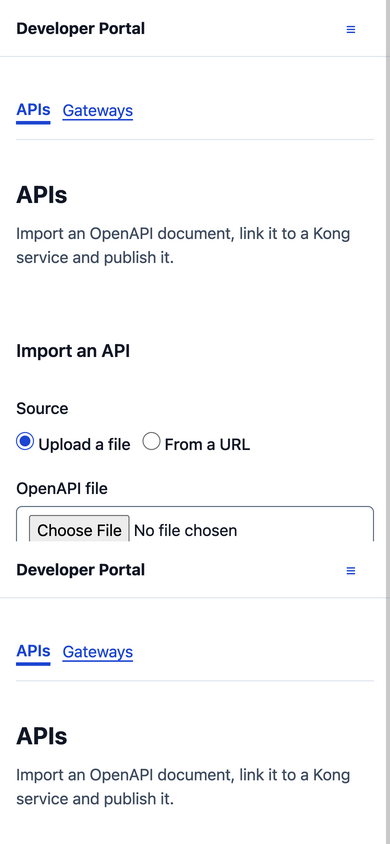 Developer Portal ≡
APIs Gateways
APIs
Import an OpenAPI document, link it to a Kong
service and publish it.
Import an API
Source
Upload a file From a URL
OpenAPI file
Choose File No file chosen
Developer Portal ≡
APIs Gateways
APIs
Import an OpenAPI document, link it to a Kong
service and publish it.